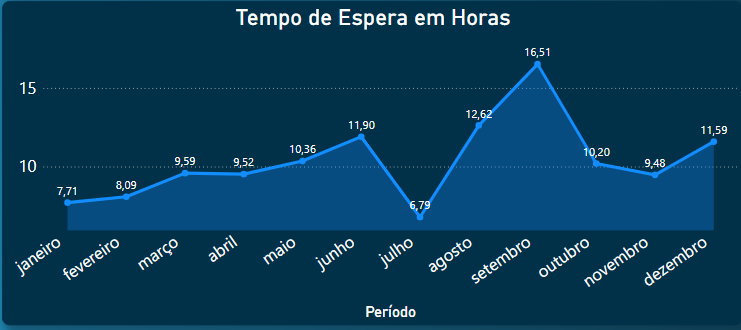 Tempo de Espera em Horas
16,51
15
12,62
11,90
11,59
10,36
10,20
9,59
9,52
9,48
10
8,09
7,71
6,79
janeiro
fevereiro
março
abril
maio
junho
julho
agosto
setembro
outubro
novembro
dezembro
Período